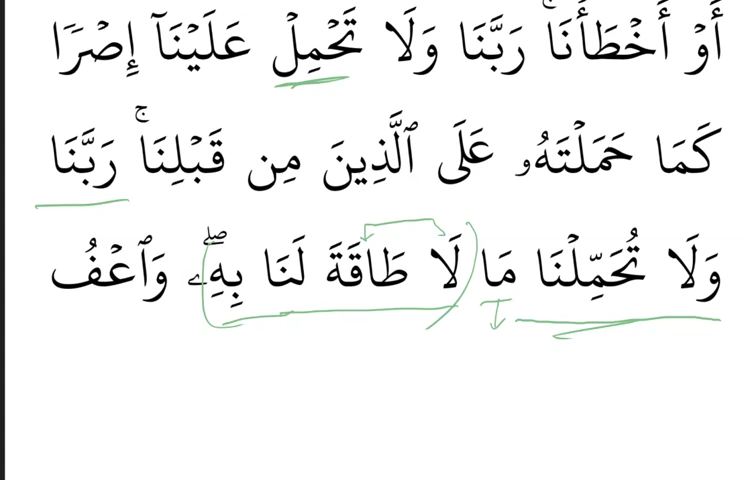 أَوْ أَخْطَأْنَا ۚ رَبَّنَا وَلَا تَحْمِلْ عَلَيْنَآ إِصْرًا
كَمَا حَمَلْتَهُۥ عَلَى ٱلَّذِينَ مِن قَبْلِنَا ۚ رَبَّنَا
وَلَا تُحَمِّلْنَا مَا لَا طَاقَةَ لَنَا بِهِۦ ۖ وَٱعْفُ